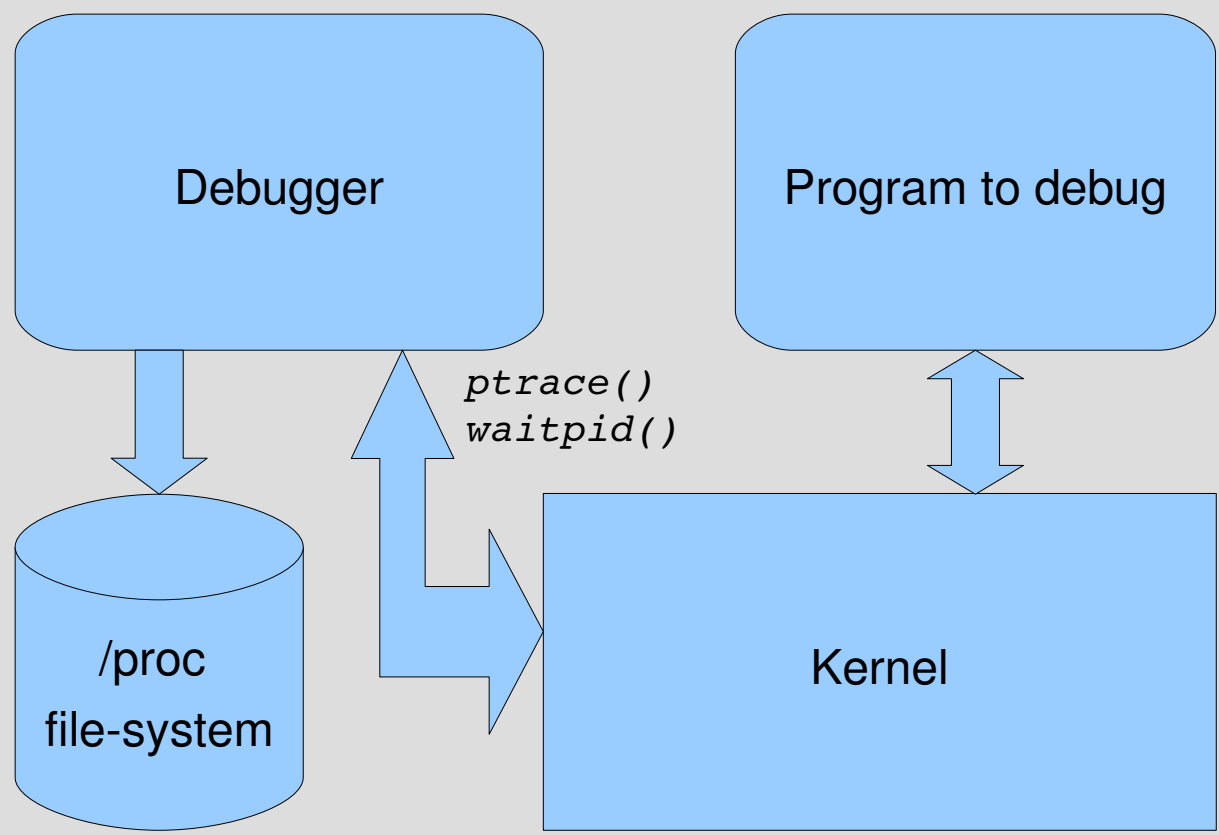 Debugger
Program to debug
ptrace()
waitpid()
/proc
file-system
Kernel